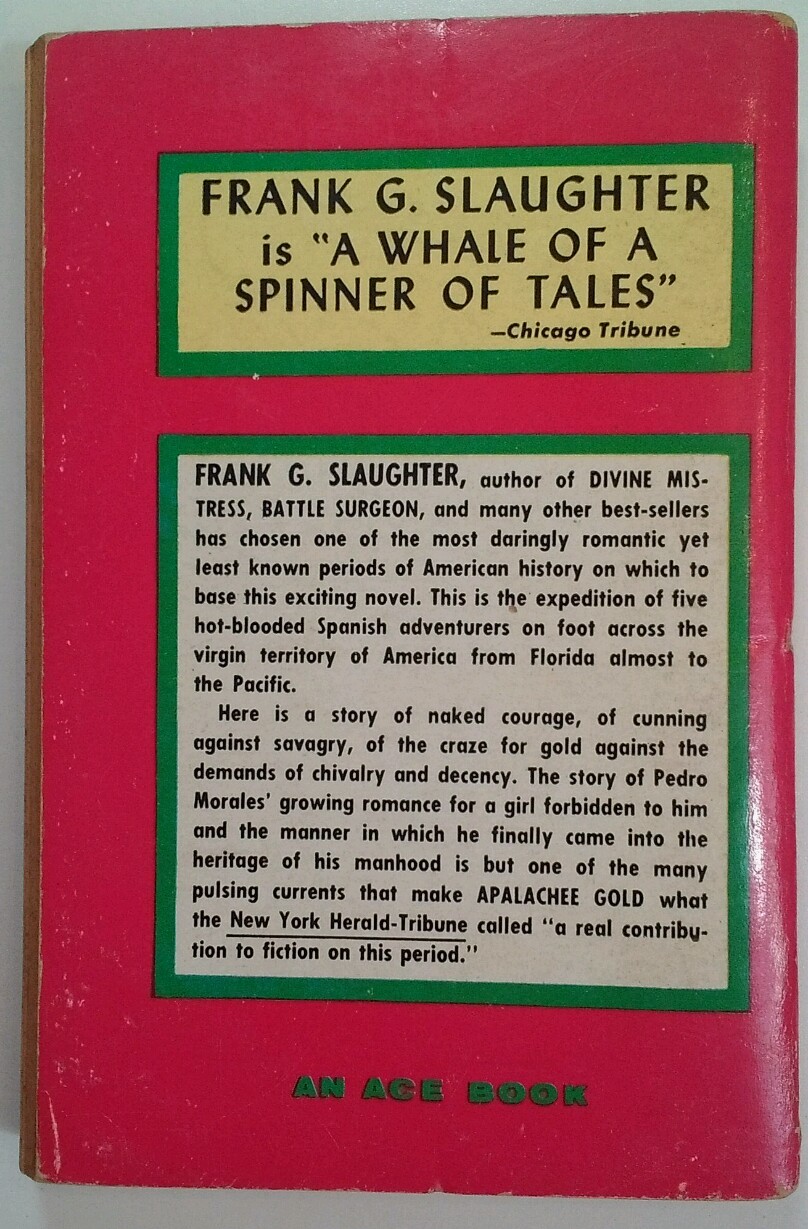 FRANK G. SLAUGHTER
is "A WHALE OF A
SPINNER OF TALES"
—Chicago Tribune
FRANK G. SLAUGHTER, author of DIVINE MIS-
TRESS, BATTLE SURGEON, and many other best-sellers
has chosen one of the most daringly romantic yet
least known periods of American history on which to
base this exciting novel. This is the expedition of five
hot-blooded Spanish adventurers on foot across the
virgin territory of America from Florida almost to
the Pacific.
Here is a story of naked courage, of cunning
against savagry, of the craze for gold against the
demands of chivalry and decency. The story of Pedro
Morales' growing romance for a girl forbidden to him
and the manner in which he finally came into the
heritage of his manhood is but one of the many
pulsing currents that make APALACHEE GOLD what
the New York Herald-Tribune called "a real contribu-
tion to fiction on this period."
AN ACE BOOK